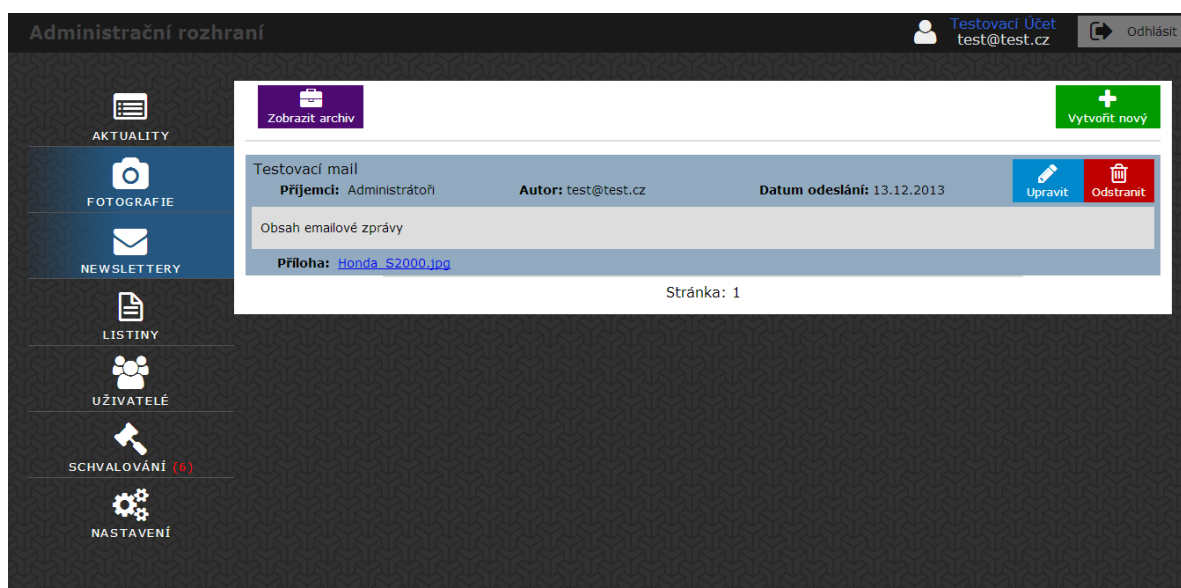 Administrační rozhraní
Testovací Účet
test@test.cz
Odhlásit
AKTUALITY
FOTOGRAFIE
NEWSLETTERY
LISTINY
UŽIVATELÉ
SCHVALOVÁNÍ (6)
NASTAVENÍ
Zobrazit archiv
Vytvořit nový
Testovací mail
Příjemci: Administrátoři Autor: test@test.cz Datum odeslání: 13.12.2013
Upravit
Odstranit
Obsah emailové zprávy
Příloha: Honda_S2000.jpg
Stránka: 1